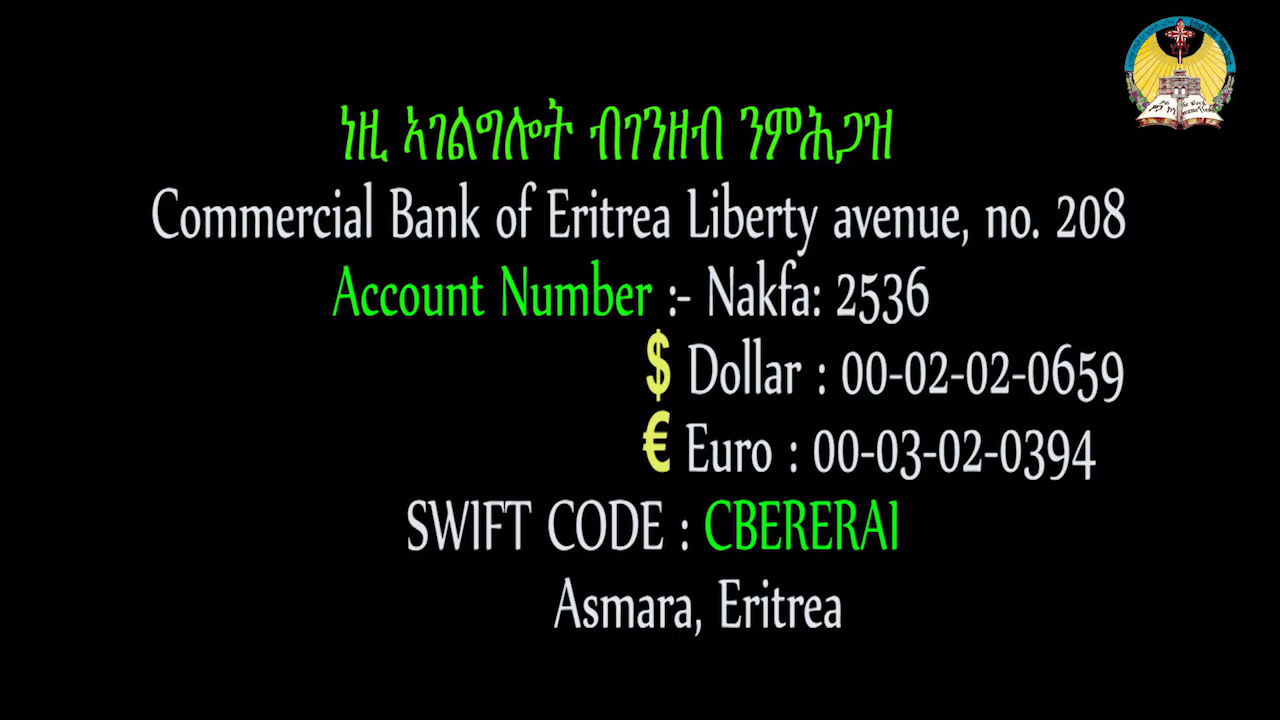 ነዚ ኣገልግሎት ብገንዘብ ንምሕጋዝ
Commercial Bank of Eritrea Liberty avenue, no. 208
Account Number :- Nakfa: 2536
$ Dollar : 00-02-02-0659
€ Euro : 00-03-02-0394
SWIFT CODE : CBERERAI
Asmara, Eritrea